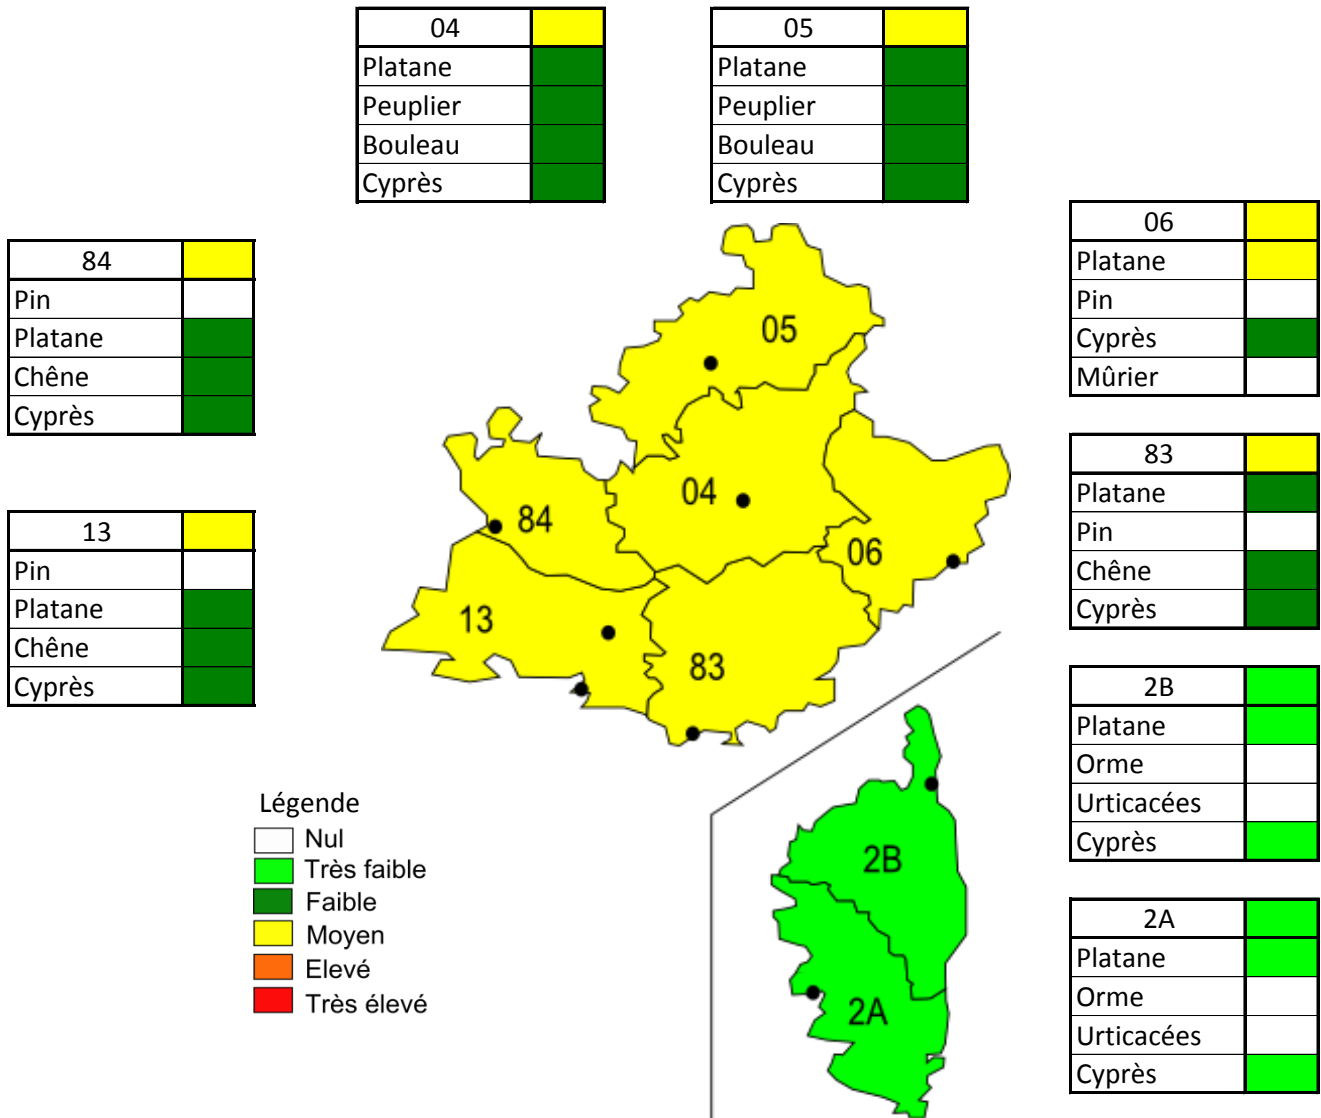 04
Platane
Peuplier
Bouleau
Cyprès
05
Platane
Peuplier
Bouleau
Cyprès
84
Pin
Platane
Chêne
Cyprès
13
Pin
Platane
Chêne
Cyprès
06
Platane
Pin
Cyprès
Mûrier
83
Platane
Pin
Chêne
Cyprès
2B
Platane
Orme
Urticacées
Cyprès
2A
Platane
Orme
Urticacées
Cyprès
05
04
84
06
13
83
2B
2A
Légende
Nul
Très faible
Faible
Moyen
Elevé
Très élevé